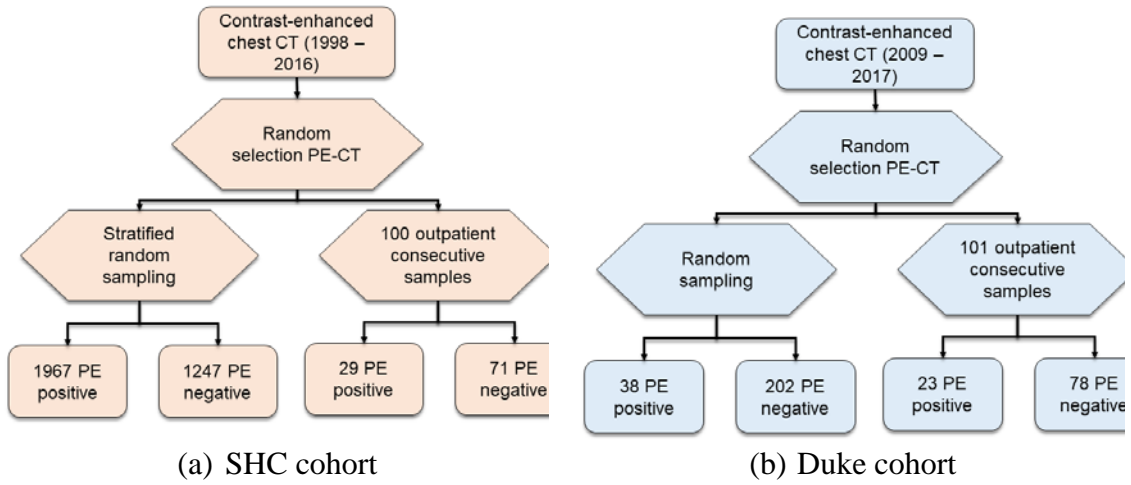 Contrast-enhanced
chest CT (1998 –
2016)
Random
selection PE-CT
Stratified
random
sampling
100 outpatient
consecutive
samples
1967 PE
positive
1247 PE
negative
29 PE
positive
71 PE
negative
(a) SHC cohort
Contrast-enhanced
chest CT (2009 –
2017)
Random
selection PE-CT
Random
sampling
101 outpatient
consecutive
samples
38 PE
positive
202 PE
negative
23 PE
positive
78 PE
negative
(b) Duke cohort